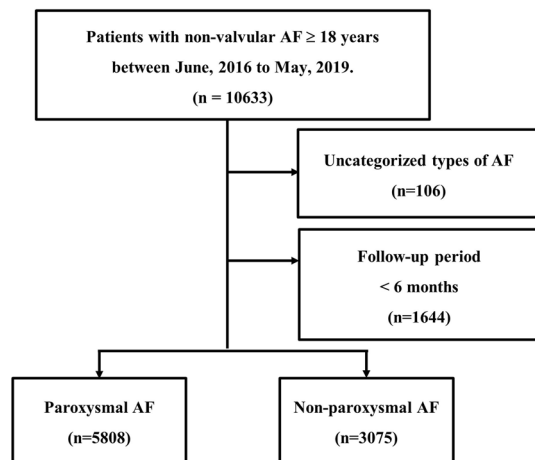 Patients with non-valvular AF ≥ 18 years
between June, 2016 to May, 2019.
(n = 10633)
Uncategorized types of AF
(n=106)
Follow-up period
< 6 months
(n=1644)
Paroxysmal AF
(n=5808)
Non-paroxysmal AF
(n=3075)